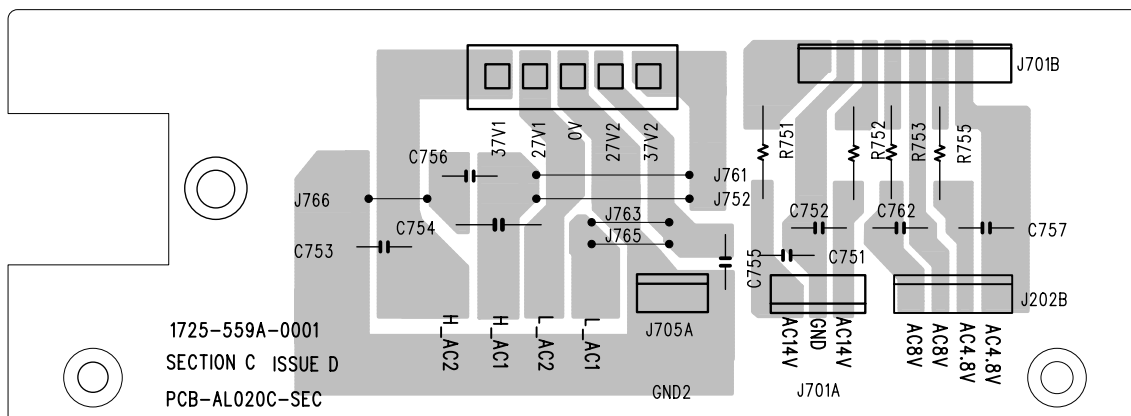 J701B
37V1
27V1
0V
27V2
37V2
R751
R752
R753
R755
C756
J761
J766
J752
C754
J763
J765
C753
C752
C762
C757
C755
C751
J705A
J202B
1725-559A-0001
SECTION C ISSUE D
PCB-AL020C-SEC
H_AC2
H_AC1
L_AC2
L_AC1
GND2
AC14V
GND
AC14V
J701A
AC8V
AC8V
AC4.8V
AC4.8V